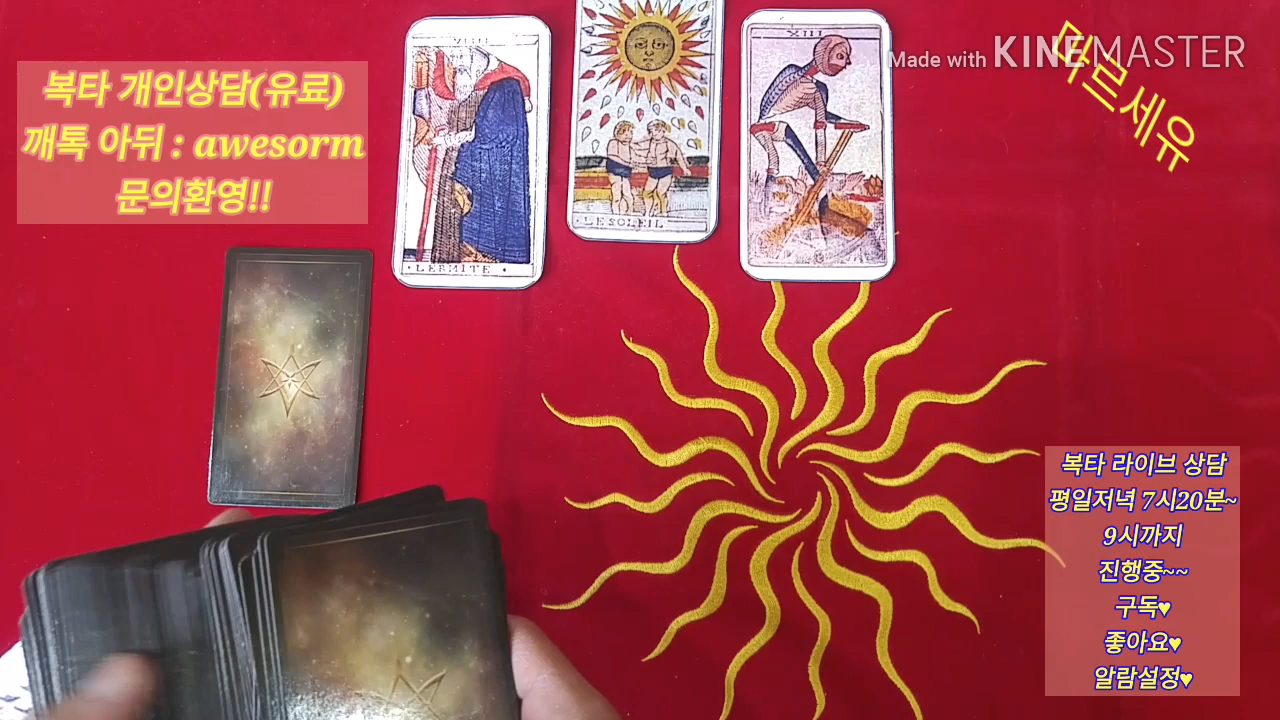 복타 개인상담(유료)
깨톡 아뒤 : awesorm
문의환영!!
VIIII
LERMITE
LE SOLEIL
XIII
Made with KINEMASTER
마르세유
복타 라이브 상담
평일저녁 7시20분~
9시까지
진행중~~
구독♥
좋아요♥
알람설정♥